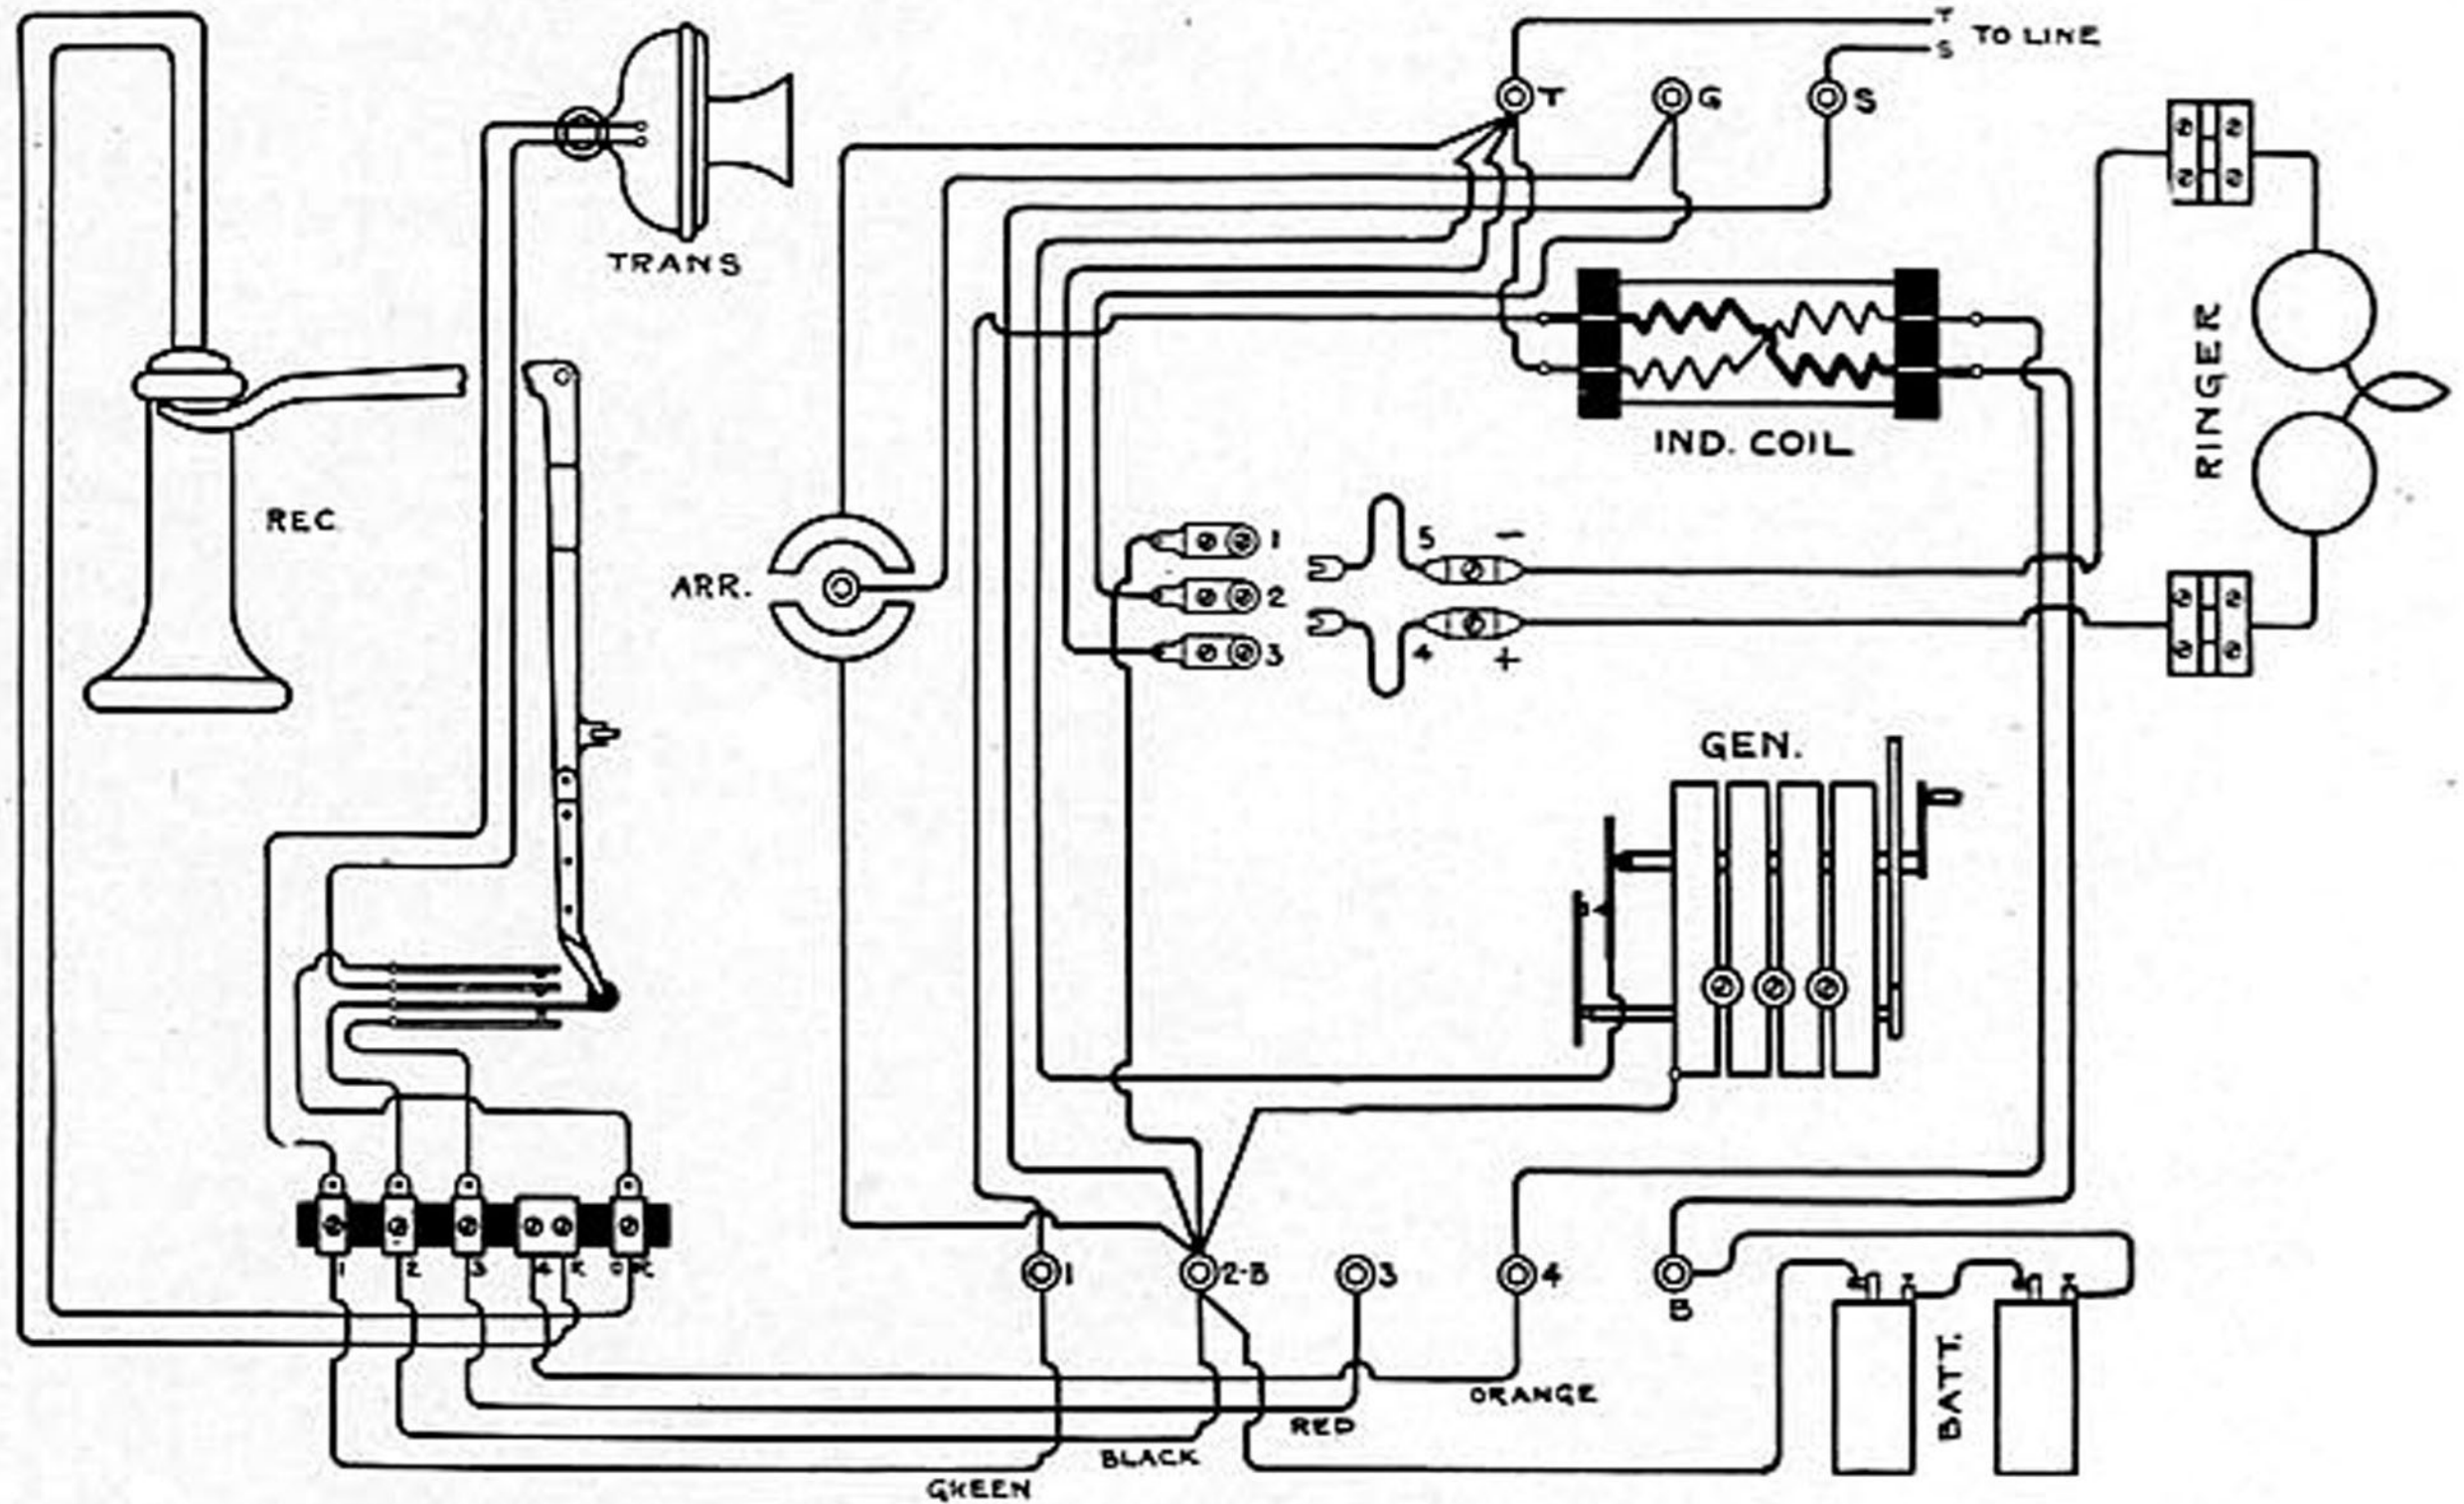 T
TO LINE
S
T
G
S
TRANS
RINGER
IND. COIL
REC
ARR.
1
5
–
2
3
4
+
GEN.
1
2
3
4
R
R
1
2-B
3
4
B
BATT.
ORANGE
RED
BLACK
GREEN